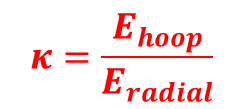 κ = E_hoop / E_radial